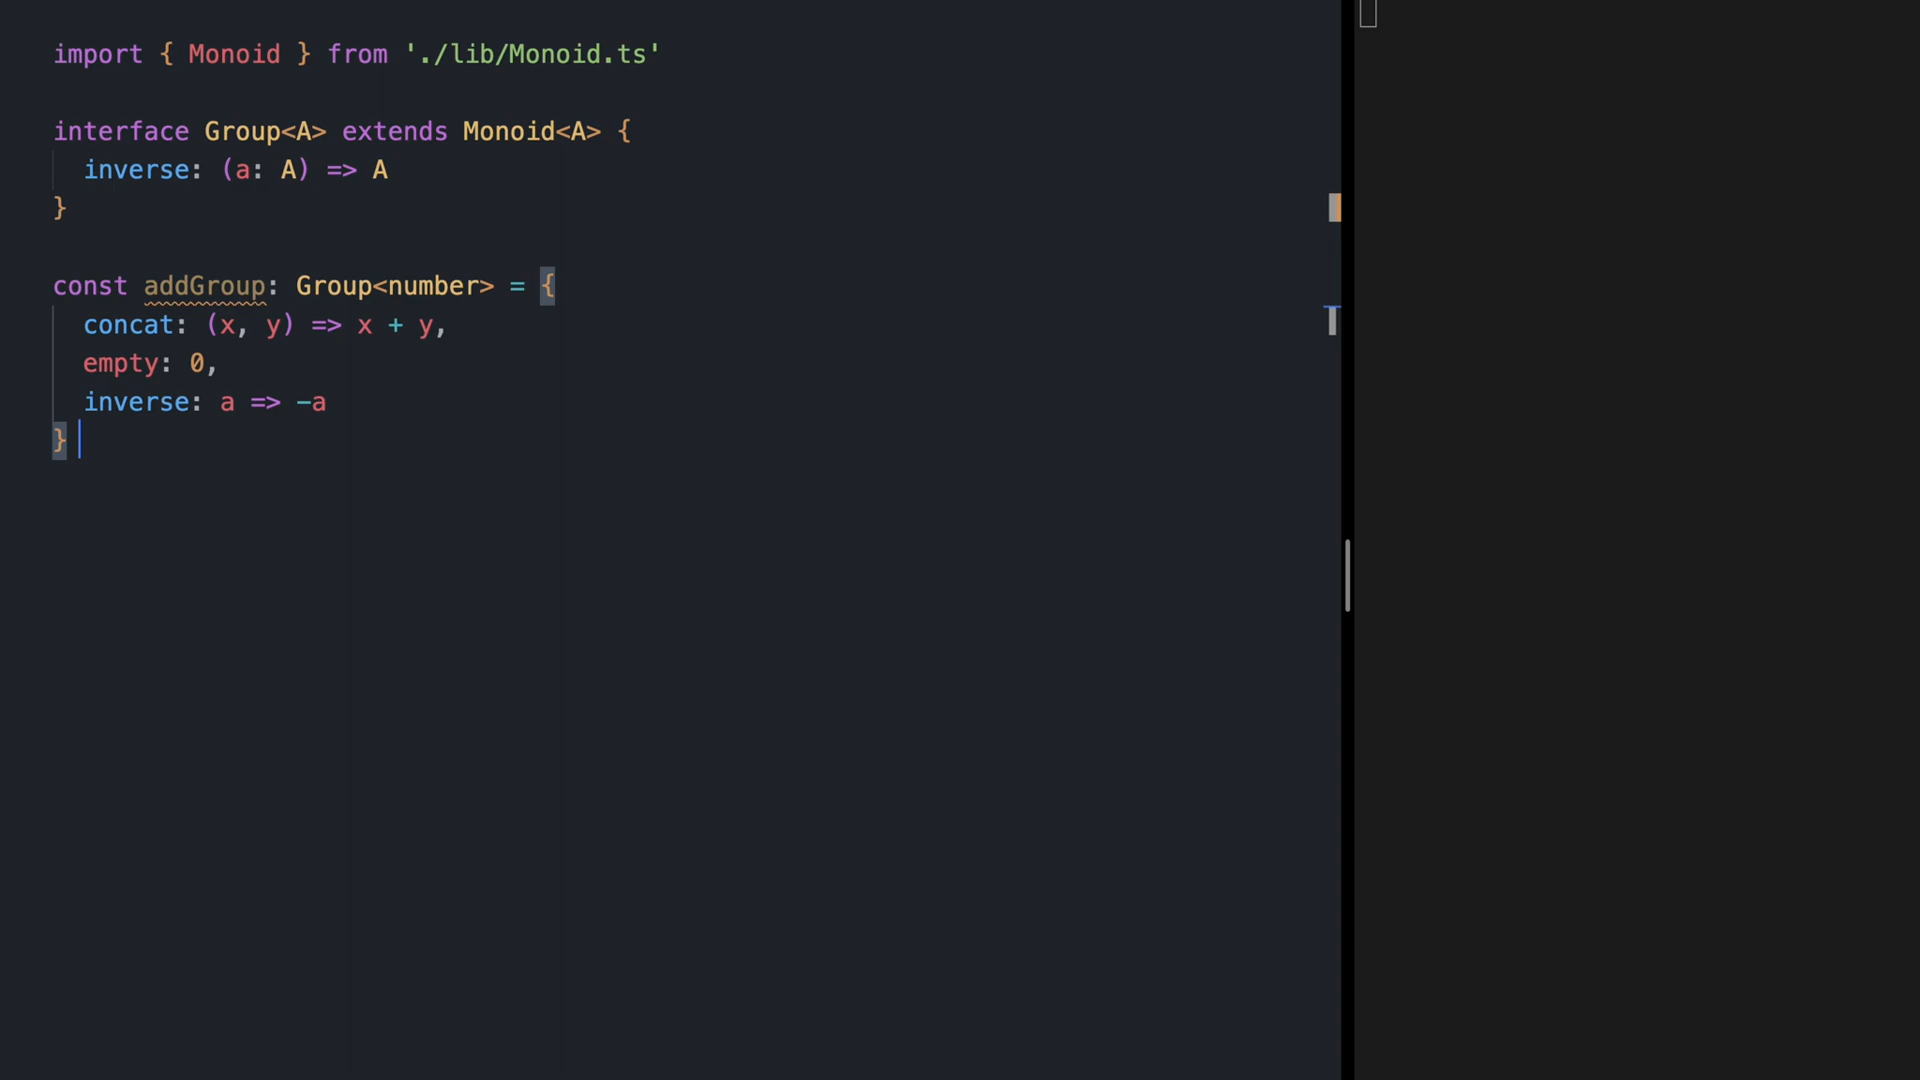 import { Monoid } from './lib/Monoid.ts'
interface Group<A> extends Monoid<A> {
  inverse: (a: A) => A
}
const addGroup: Group<number> = {
  concat: (x, y) => x + y,
  empty: 0,
  inverse: a => -a
}